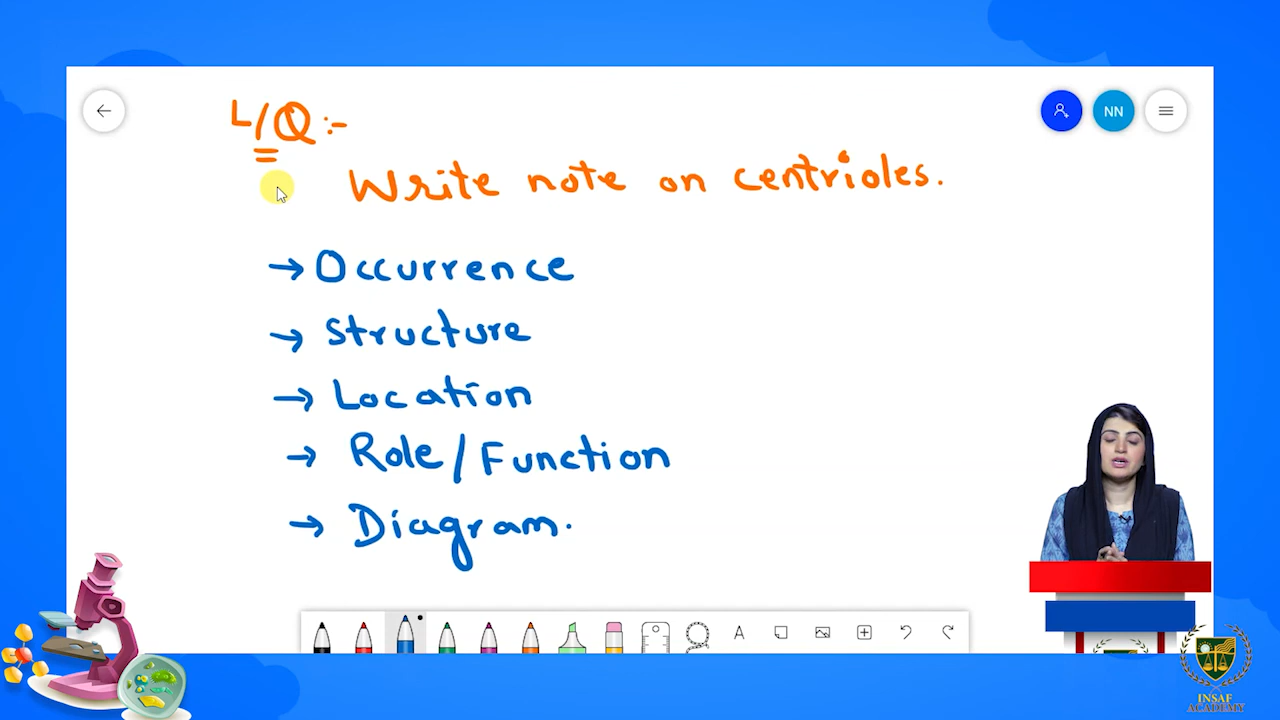 L/Q:-
NN
Write note on centrioles.
→ Occurrence
→ Structure
→ Location
→ Role/Function
→ Diagram.
A
INSAF
ACADEMY